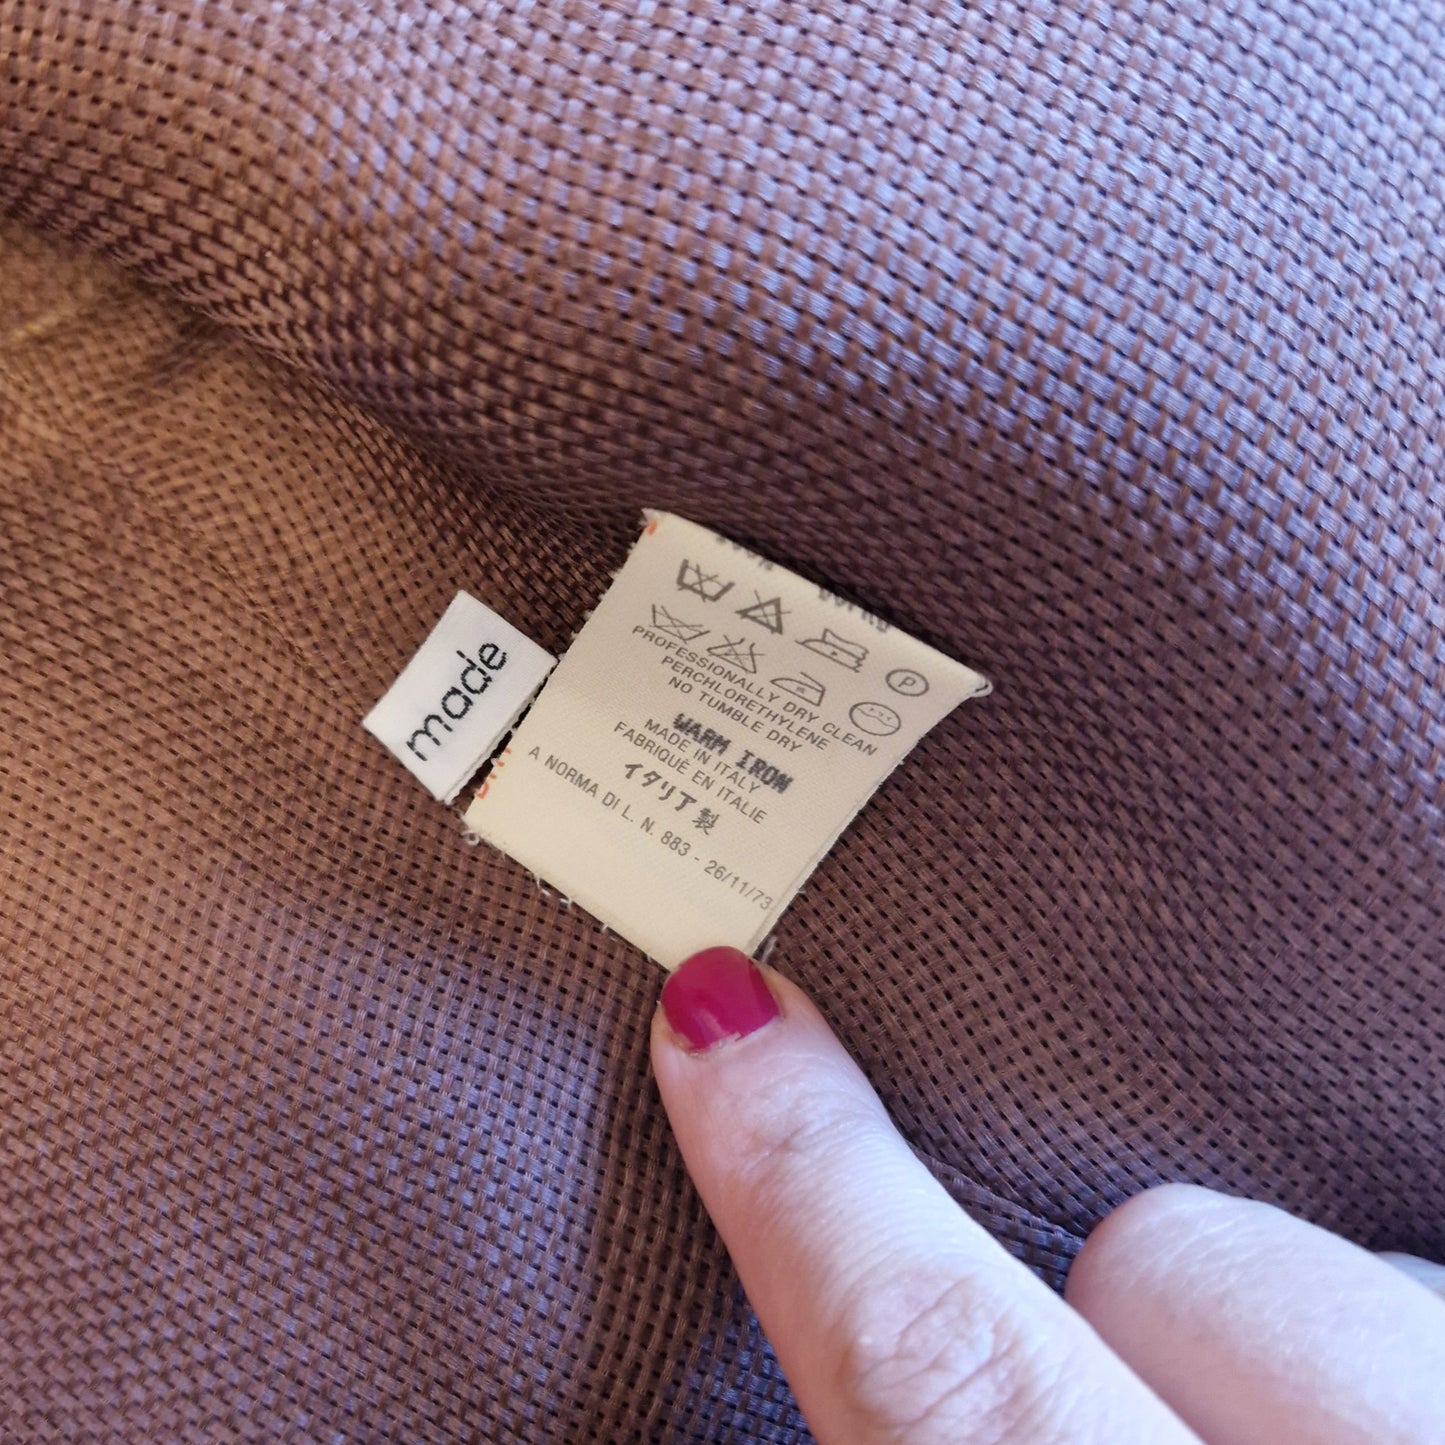 made
P
PROFESSIONALLY DRY CLEAN
PERCHLORETHYLENE
NO TUMBLE DRY
WARM IRON
MADE IN ITALY
FABRIQUÈ EN ITALIE
イタリア製
A NORMA DI L. N. 883 - 26/11/73